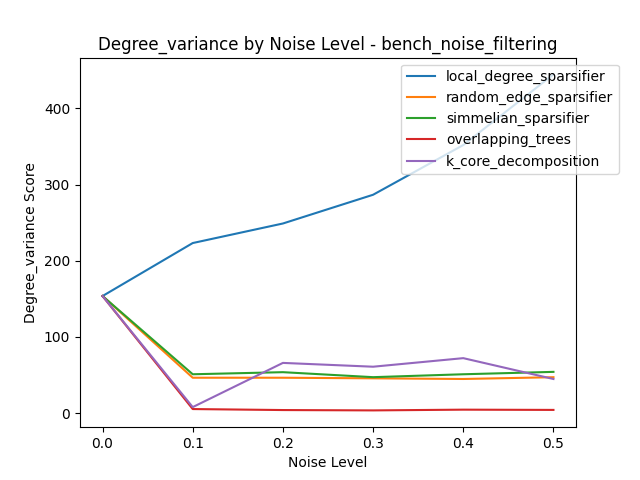 Degree_variance by Noise Level - bench_noise_filtering
local_degree_sparsifier
random_edge_sparsifier
simmelian_sparsifier
overlapping_trees
k_core_decomposition
Degree_variance Score
400
300
200
100
0
0.0 0.1 0.2 0.3 0.4 0.5
Noise Level